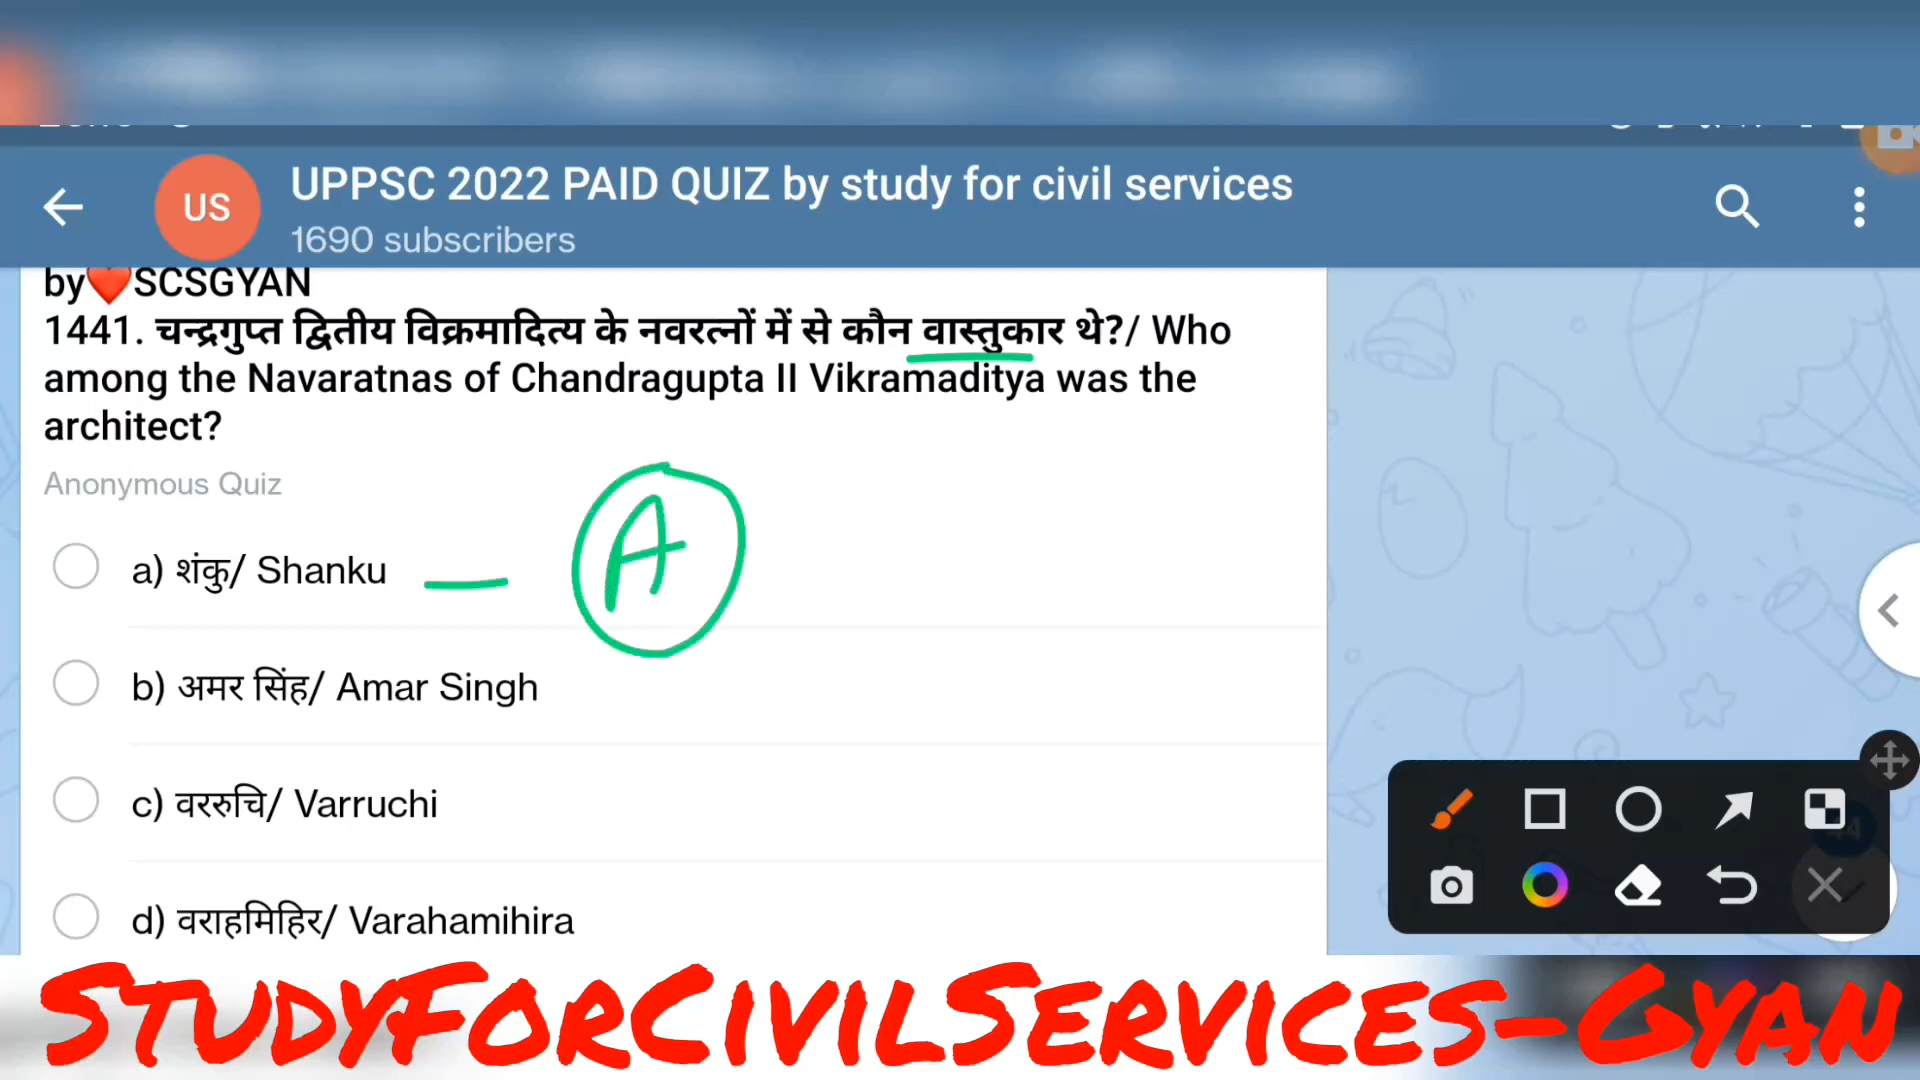 US
UPPSC 2022 PAID QUIZ by study for civil services
1690 subscribers
by❤️SCSGYAN
1441. चन्द्रगुप्त द्वितीय विक्रमादित्य के नवरत्नों में से कौन वास्तुकार थे?/ Who
among the Navaratnas of Chandragupta II Vikramaditya was the
architect?
Anonymous Quiz
a) शंकु/ Shanku
A
b) अमर सिंह/ Amar Singh
c) वररुचि/ Varruchi
d) वराहमिहिर/ Varahamihira
StudyForCivilServices-Gyan